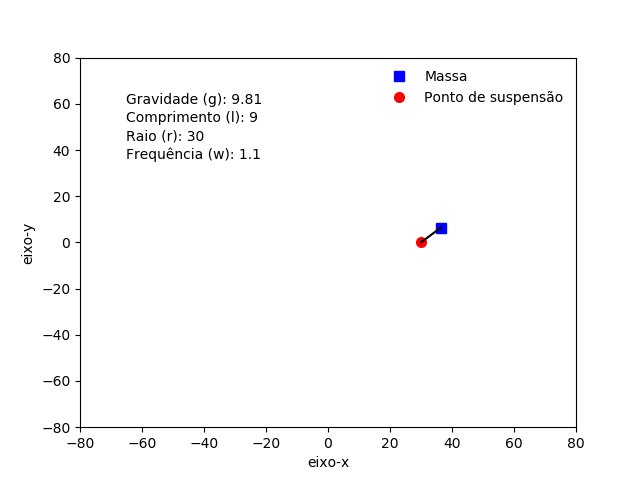 Massa
Ponto de suspensão
Gravidade (g): 9.81
Comprimento (l): 9
Raio (r): 30
Frequência (w): 1.1
80
60
40
20
0
−20
−40
−60
−80
eixo-y
−80 −60 −40 −20 0 20 40 60 80
eixo-x